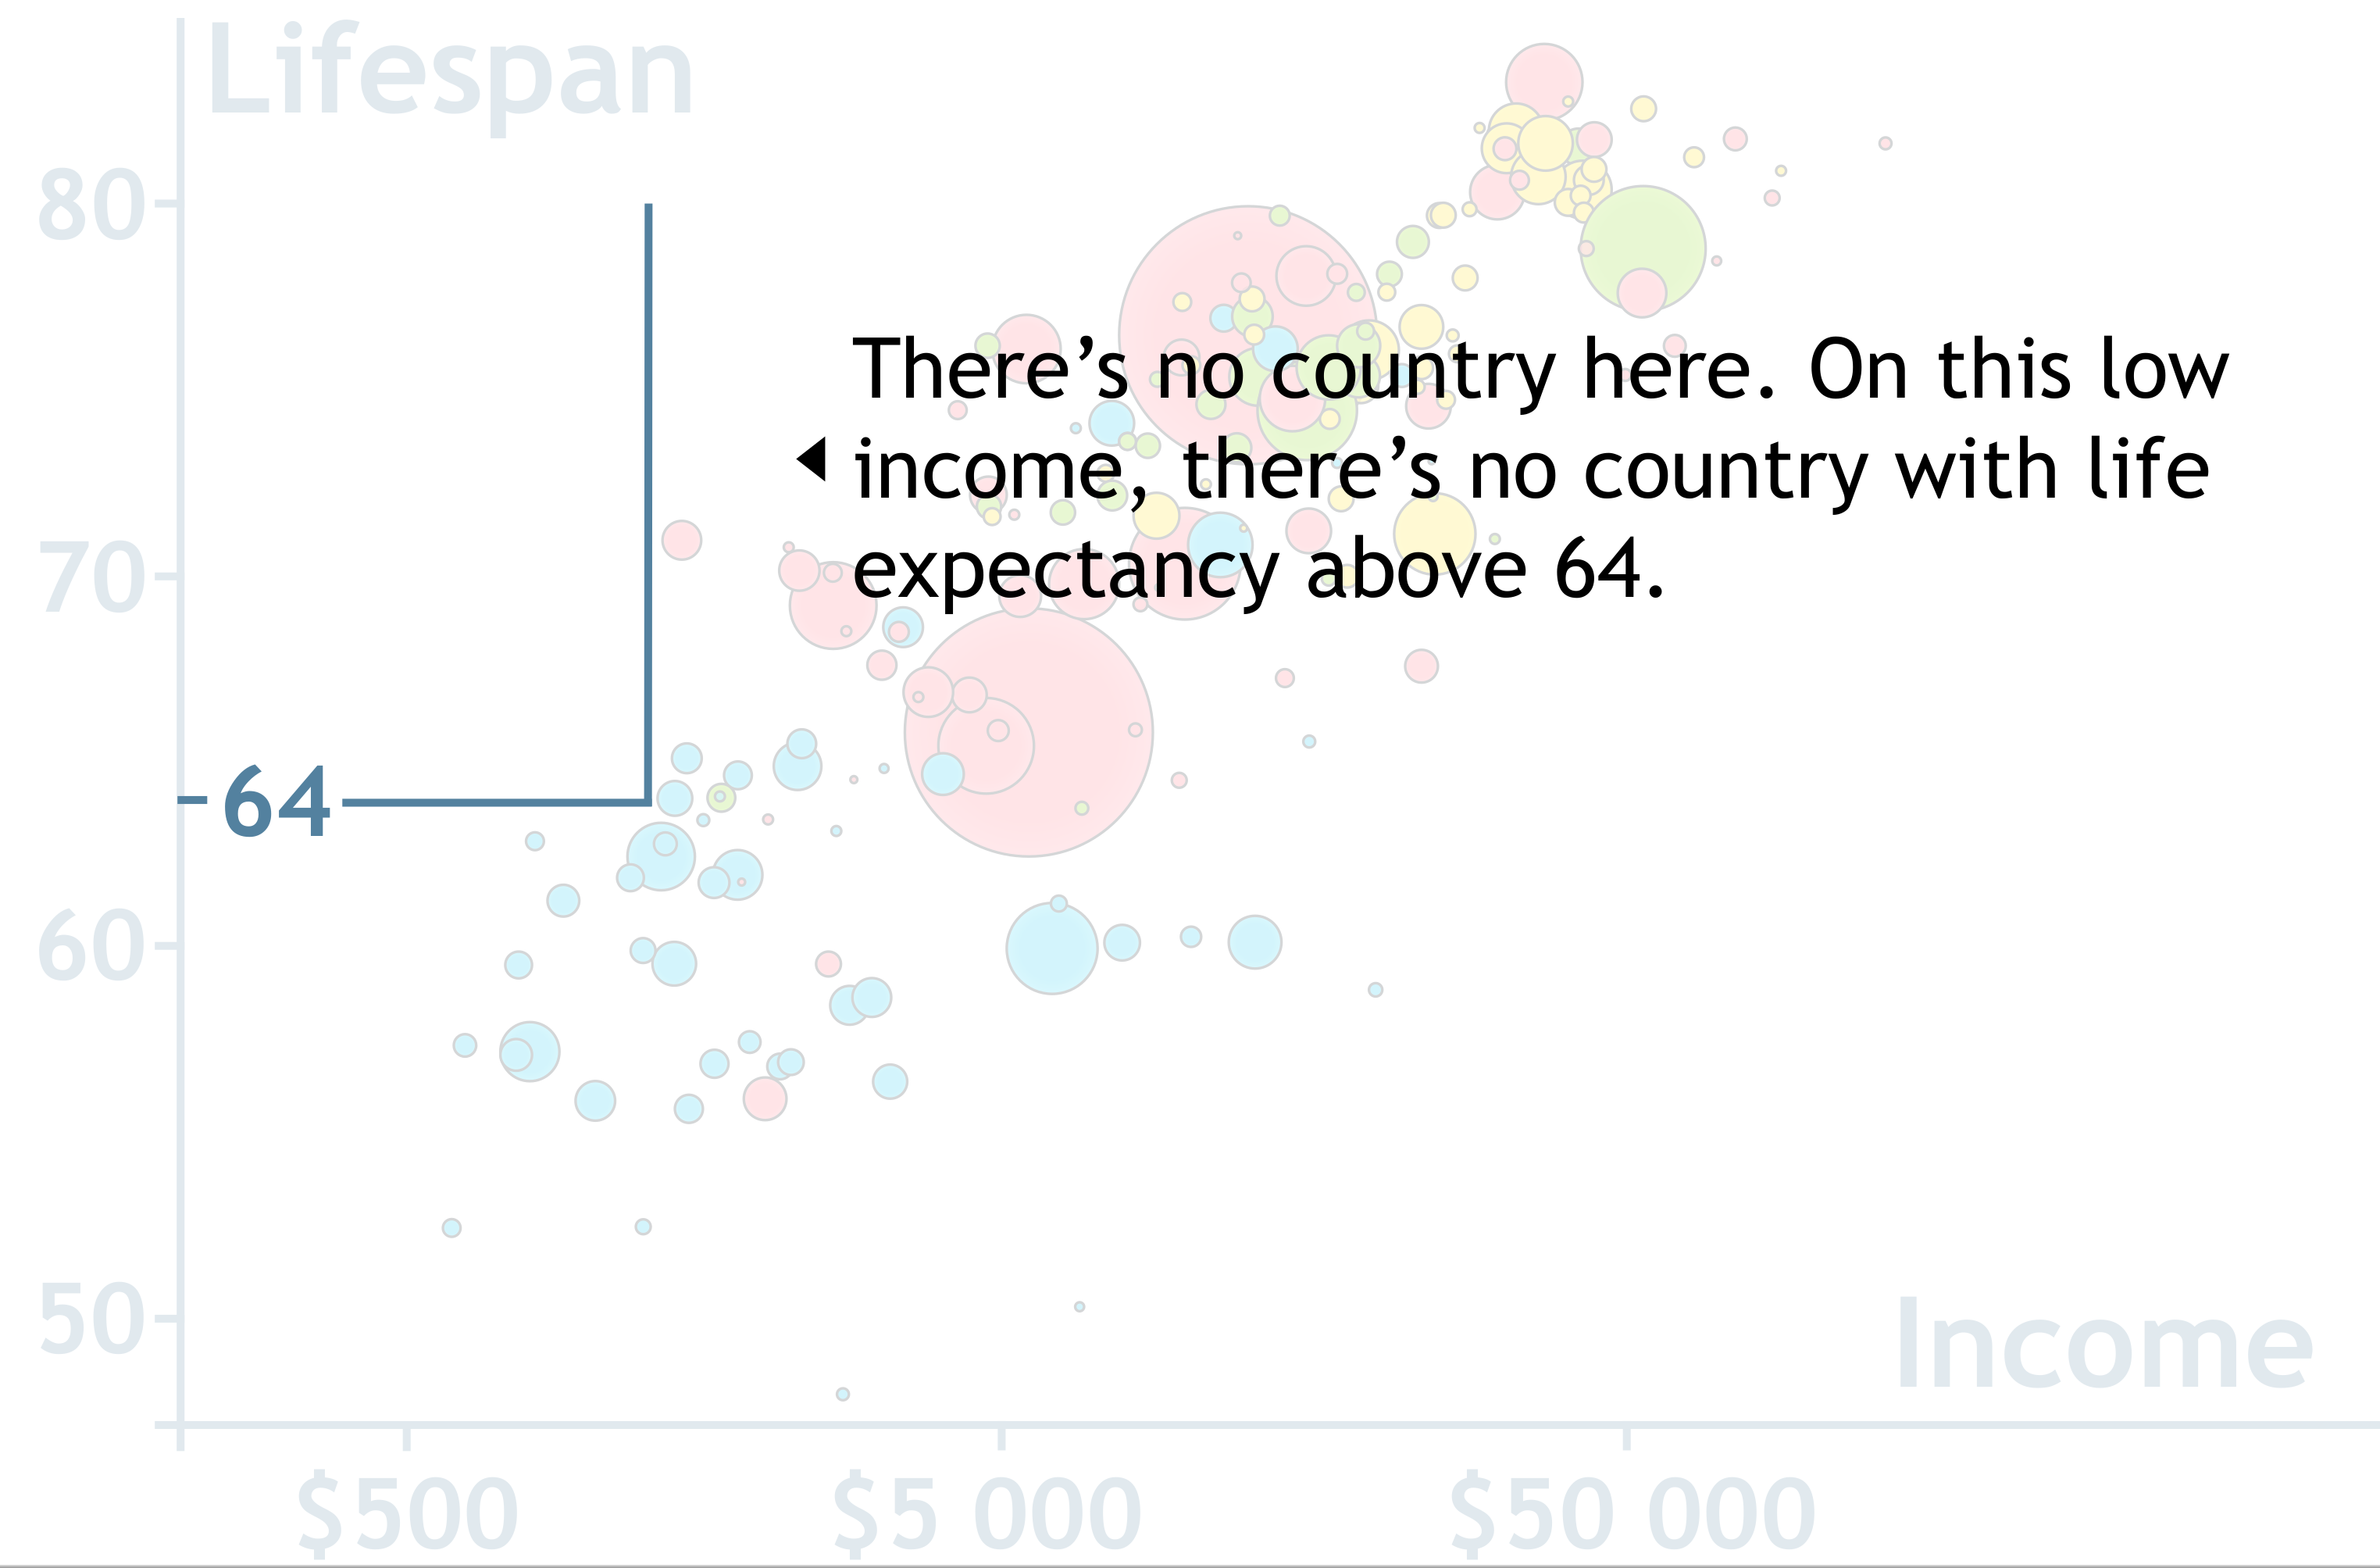 Lifespan
80
There's no country here. On this low
income, there's no country with life
expectancy above 64.
70
64
60
50
Income
$500
$5 000
$50 000